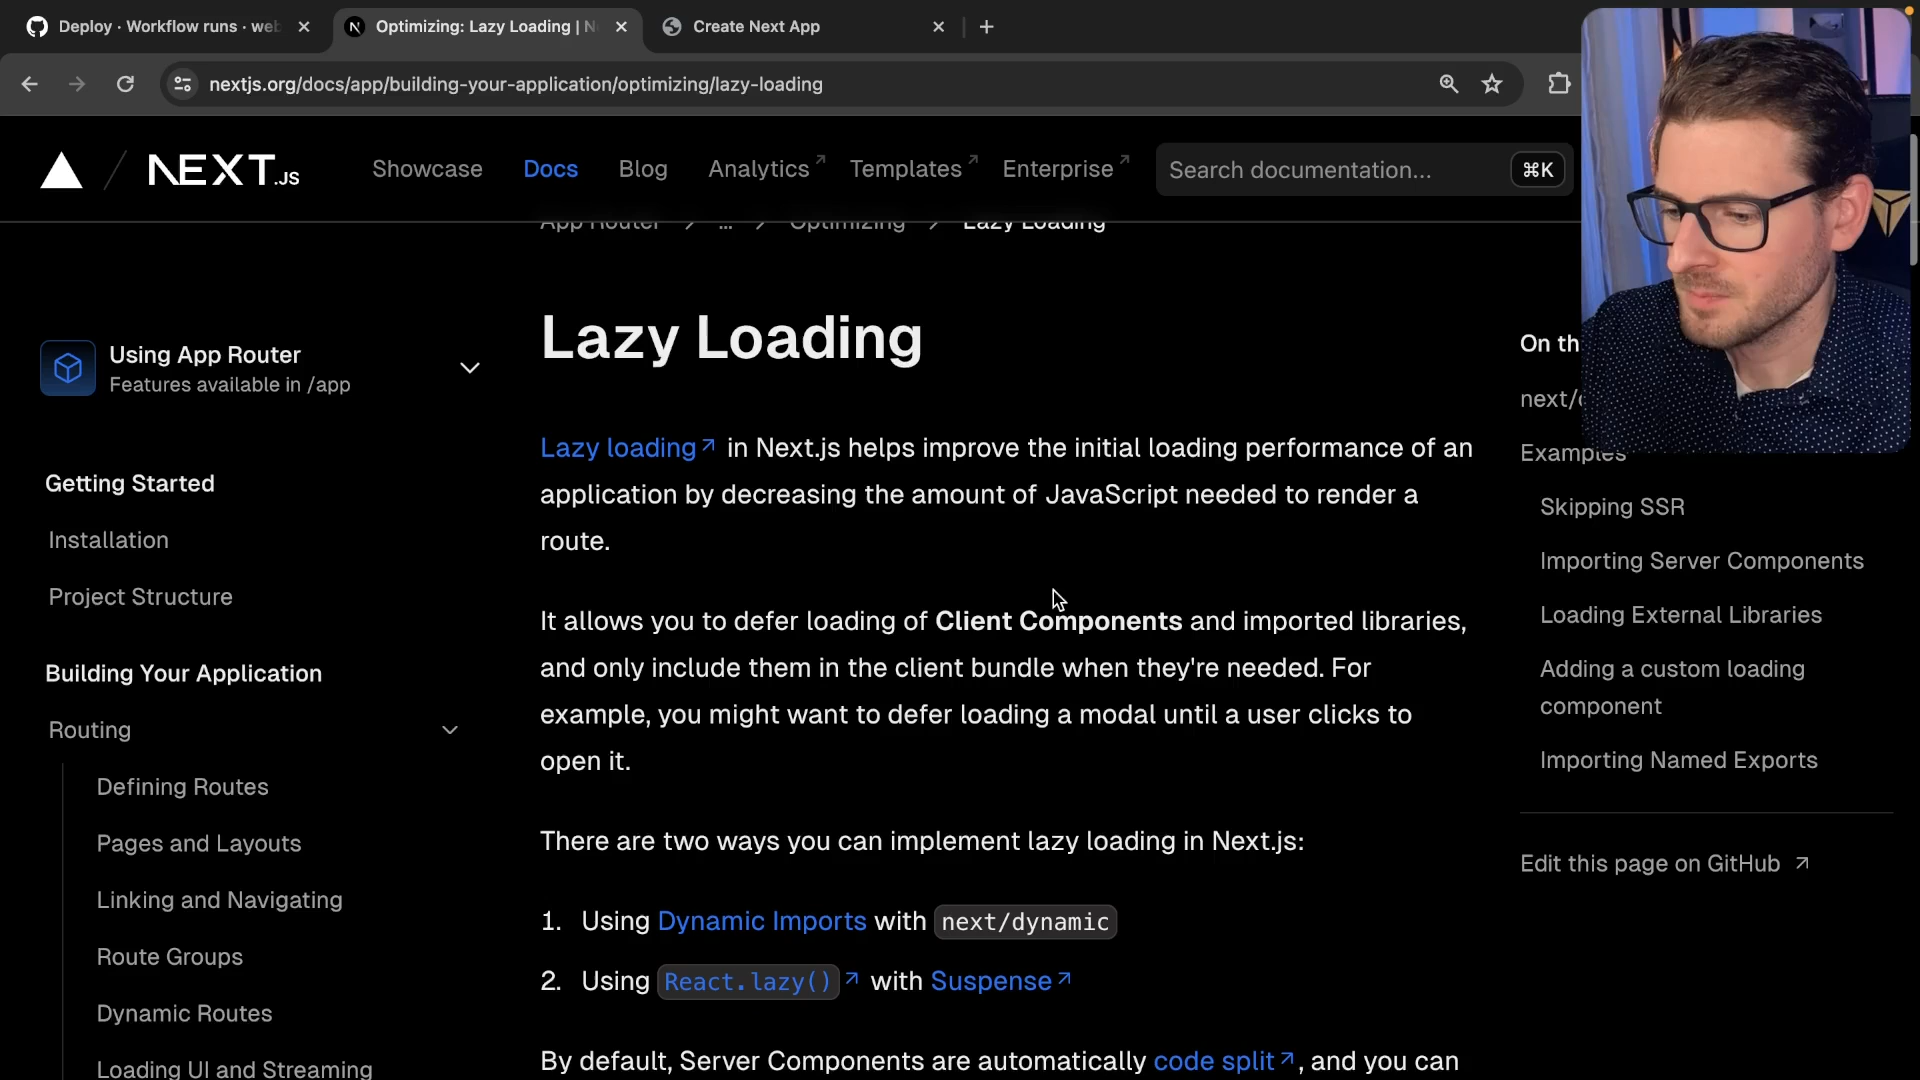 Deploy · Workflow runs · web
Optimizing: Lazy Loading | N
Create Next App
nextjs.org/docs/app/building-your-application/optimizing/lazy-loading
NEXT.JS
Showcase
Docs
Blog
Analytics
Templates
Enterprise
Search documentation...
⌘K
App Router
...
Optimizing
Lazy Loading
Using App Router
Features available in /app
Getting Started
Installation
Project Structure
Building Your Application
Routing
Defining Routes
Pages and Layouts
Linking and Navigating
Route Groups
Dynamic Routes
Loading UI and Streaming
Lazy Loading
Lazy loading in Next.js helps improve the initial loading performance of an
application by decreasing the amount of JavaScript needed to render a
route.
It allows you to defer loading of Client Components and imported libraries,
and only include them in the client bundle when they're needed. For
example, you might want to defer loading a modal until a user clicks to
open it.
There are two ways you can implement lazy loading in Next.js:
1. Using Dynamic Imports with next/dynamic
2. Using React.lazy() with Suspense
By default, Server Components are automatically code split, and you can
On th
next/
Examples
Skipping SSR
Importing Server Components
Loading External Libraries
Adding a custom loading
component
Importing Named Exports
Edit this page on GitHub